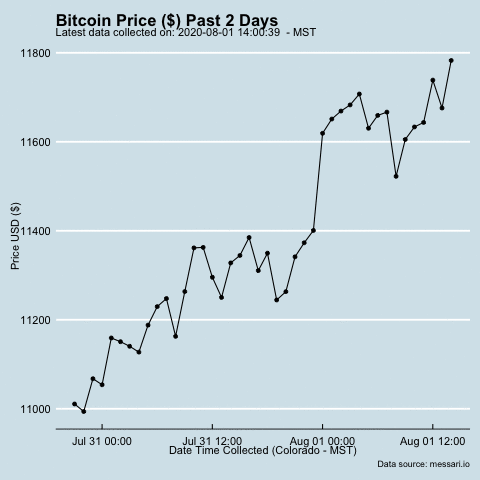 Bitcoin Price ($) Past 2 Days
Latest data collected on: 2020-08-01 14:00:39  - MST
11800
11600
11400
11200
11000
Price USD ($)
Jul 31 00:00
Jul 31 12:00
Aug 01 00:00
Aug 01 12:00
Date Time Collected (Colorado - MST)
Data source: messari.io